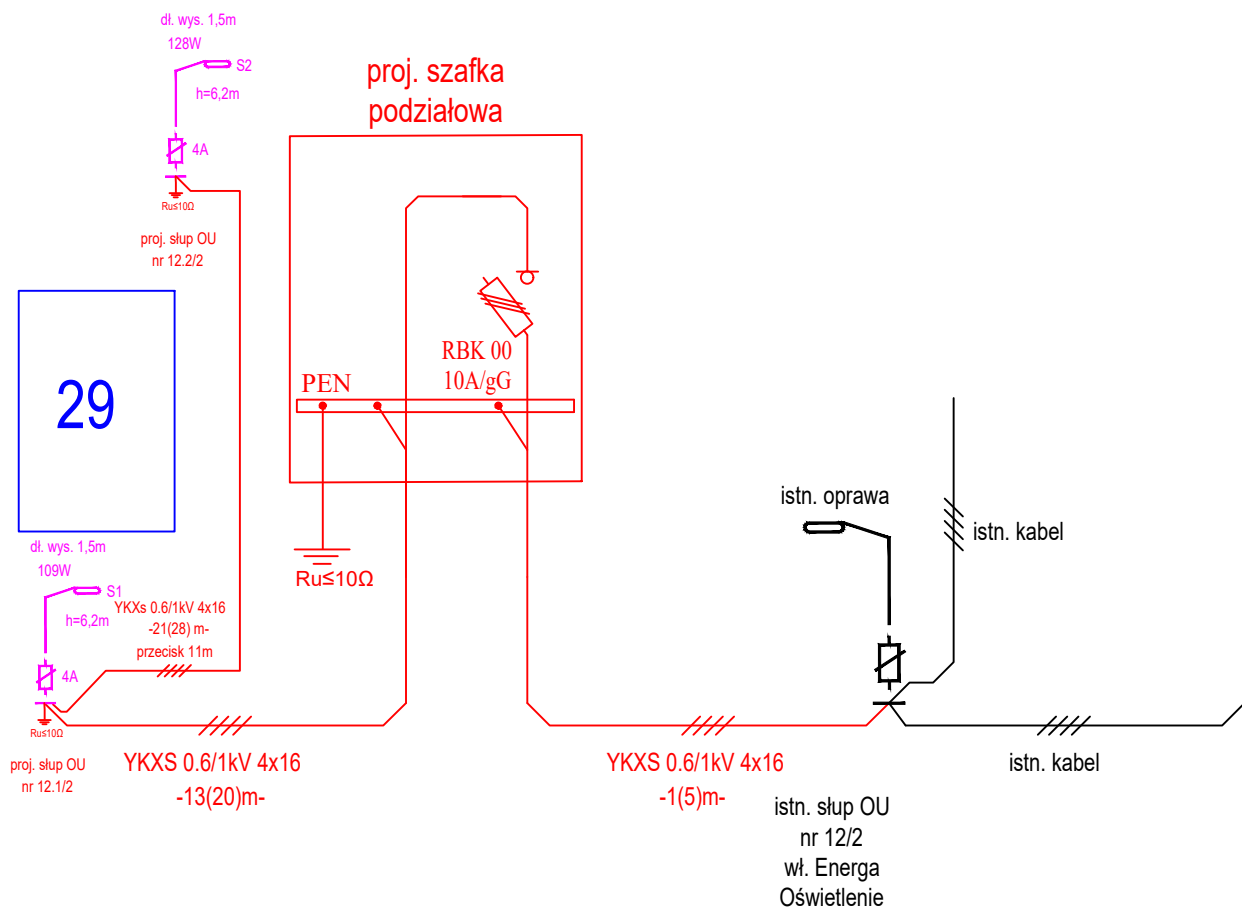 dł. wys. 1,5m
128W
S2
h=6,2m
4A
Ru≤10Ω
proj. słup OU
nr 12.2/2
proj. szafka
podziałowa
RBK 00
10A/gG
PEN
Ru≤10Ω
29
dł. wys. 1,5m
109W
S1
h=6,2m
4A
Ru≤10Ω
proj. słup OU
nr 12.1/2
YKXs 0.6/1kV 4x16
-21(28) m-
przecisk 11m
YKXS 0.6/1kV 4x16
-13(20)m-
YKXS 0.6/1kV 4x16
-1(5)m-
istn. oprawa
istn. kabel
istn. kabel
istn. słup OU
nr 12/2
wł. Energa
Oświetlenie